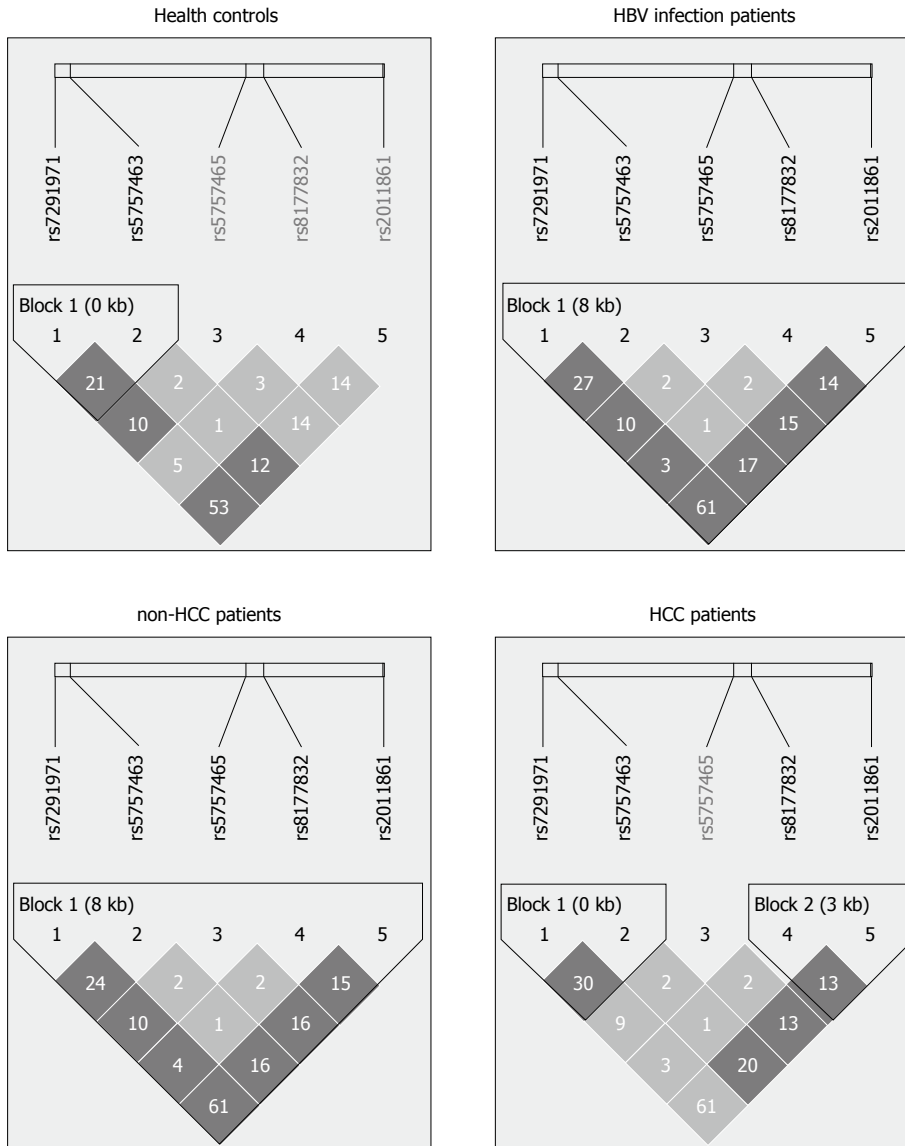 Health controls
HBV infection patients
rs7291971 rs5757463 rs5757465 rs8177832 rs2011861
rs7291971 rs5757463 rs5757465 rs8177832 rs2011861
Block 1 (0 kb)
1 2 3 4 5
21 2 3 14
10 1 14
5 12
53
Block 1 (8 kb)
1 2 3 4 5
27 2 2 14
10 1 15
3 17
61
non-HCC patients
HCC patients
rs7291971 rs5757463 rs5757465 rs8177832 rs2011861
rs7291971 rs5757463 rs5757465 rs8177832 rs2011861
Block 1 (8 kb)
1 2 3 4 5
24 2 2 15
10 1 16
4 16
61
Block 1 (0 kb) Block 2 (3 kb)
1 2 3 4 5
30 2 2 13
9 1 13
3 20
61